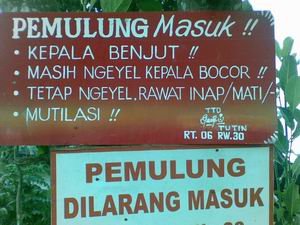 PEMULUNG Masuk !!
• KEPALA BENJUT !!
• MASIH NGEYEL KEPALA BOCOR !!
• TETAP NGEYEL, RAWAT INAP/MATI/-
• MUTILASI !!
TTD
TUTIN
RT. 06 RW. 30
PEMULUNG
DILARANG MASUK